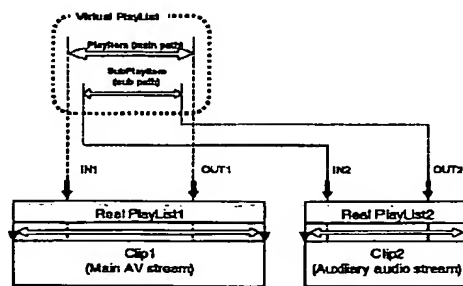 Virtual PlayList
PlayItem (main path)
SubPlayItem
(sub path)
IN1
OUT1
IN2
OUT2
Real PlayList1
Real PlayList2
Clip1
(Main AV stream)
Clip2
(Auxiliary audio stream)